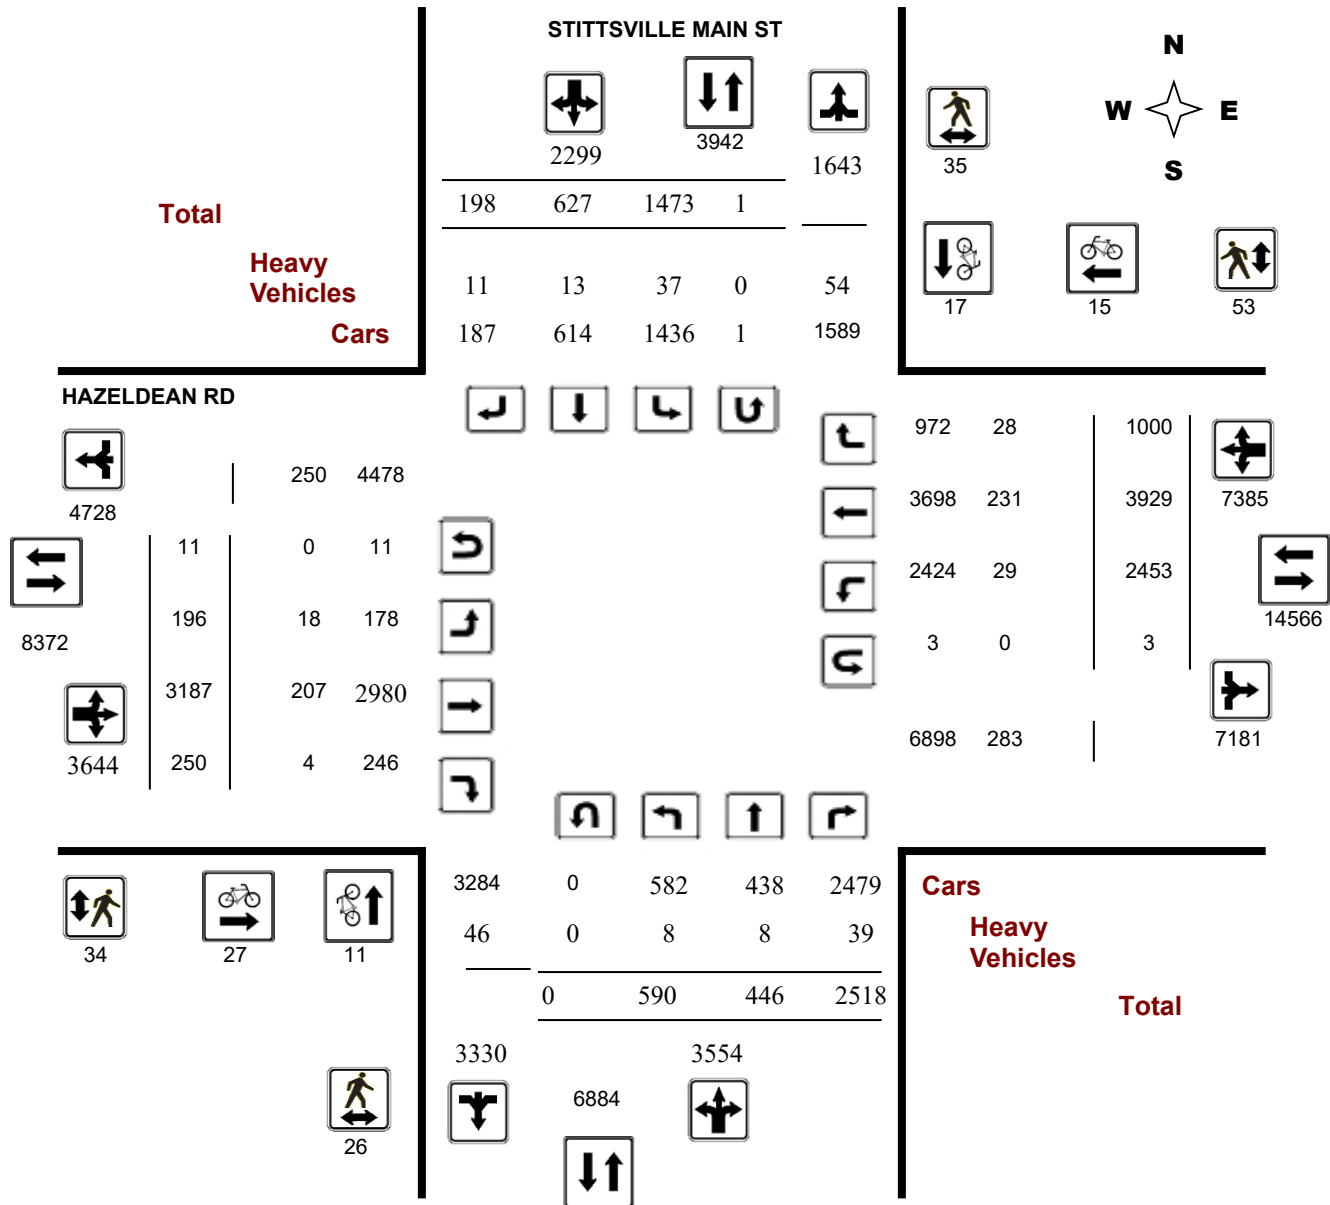 STITTSVILLE MAIN ST
N
W E
S
2299 3942 1643 35
Total 198 627 1473 1
Heavy
Vehicles 11 13 37 0 54
17 15 53
Cars 187 614 1436 1 1589
HAZELDEAN RD
972 28 1000
250 4478
4728
3698 231 3929 7385
11 0 11
2424 29 2453
196 18 178
14566
8372
3 0 3
3187 207 2980
6898 283 7181
3644 250 4 246
3284 0 582 438 2479 Cars
46 0 8 8 39 Heavy
Vehicles
34 27 11
0 590 446 2518 Total
3330 3554
6884
26